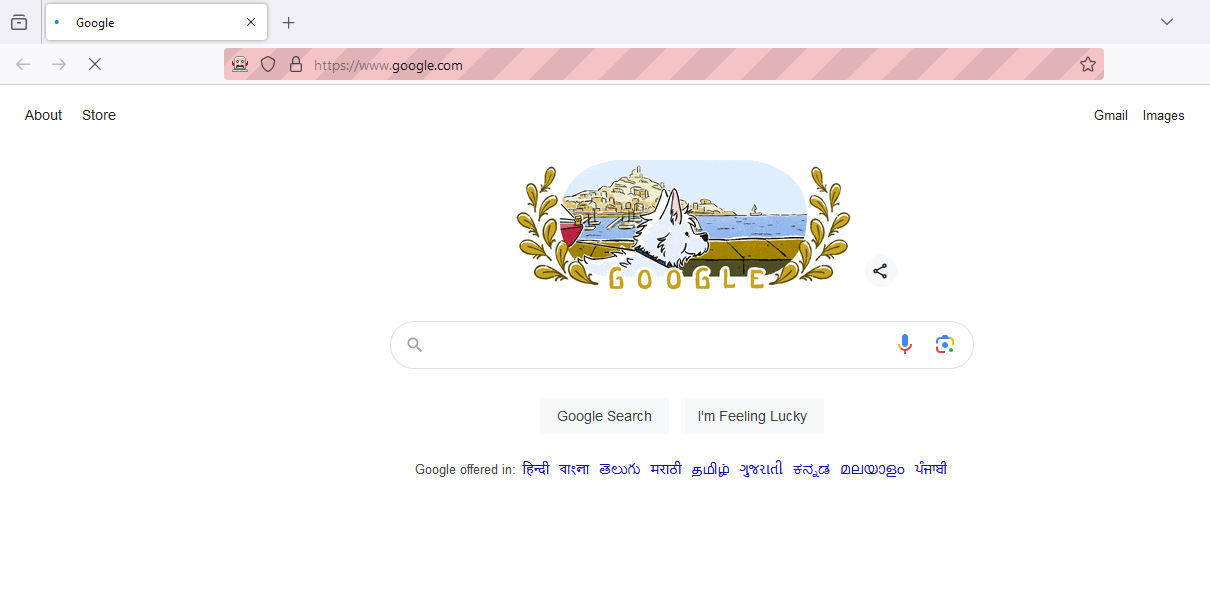 Google
https://www.google.com
About Store
Gmail Images
GOOGLE
Google Search
I'm Feeling Lucky
Google offered in: हिन्दी বাংলা తెలుగు मराठी தமிழ் ગુજરાતી ಕನ್ನಡ മലയാളം ਪੰਜਾਬੀ